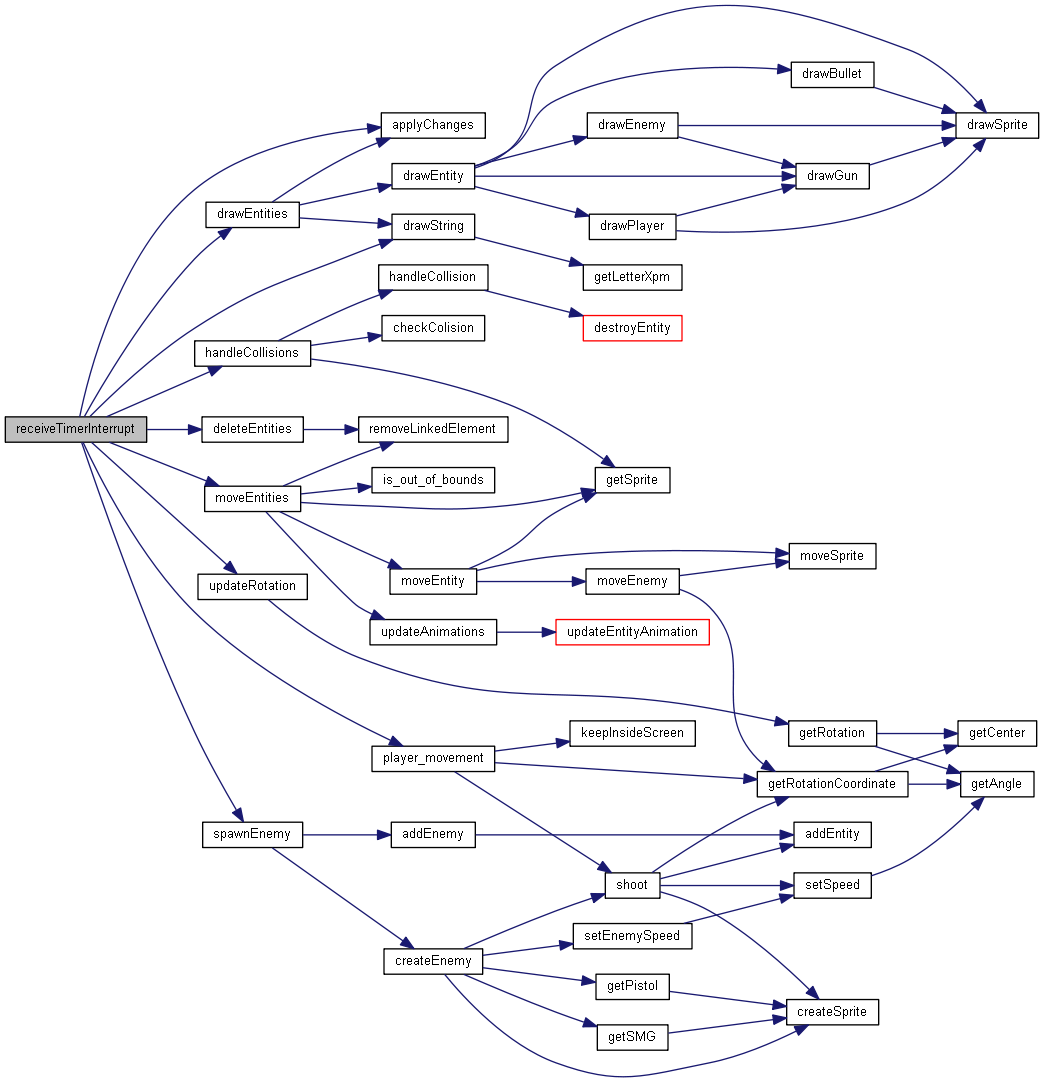 drawBullet
applyChanges
drawEnemy
drawSprite
drawEntity
drawGun
drawEntities
drawString
drawPlayer
handleCollision
getLetterXpm
checkColision
destroyEntity
handleCollisions
receiveTimerInterrupt
deleteEntities
removeLinkedElement
is_out_of_bounds
getSprite
moveEntities
moveSprite
updateRotation
moveEntity
moveEnemy
updateAnimations
updateEntityAnimation
keepInsideScreen
getRotation
getCenter
player_movement
getRotationCoordinate
getAngle
spawnEnemy
addEnemy
addEntity
shoot
setSpeed
setEnemySpeed
createEnemy
getPistol
createSprite
getSMG